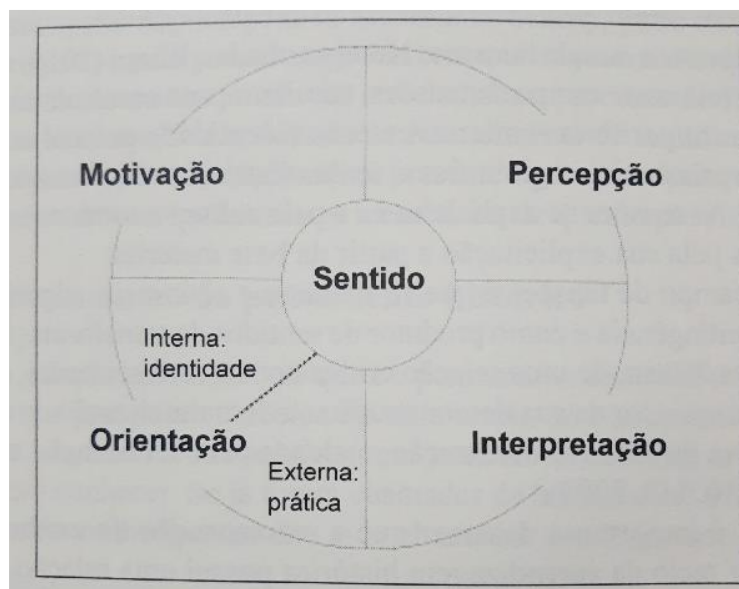 Motivação
Percepção
Sentido
Interna:
identidade
Orientação
Interpretação
Externa:
prática